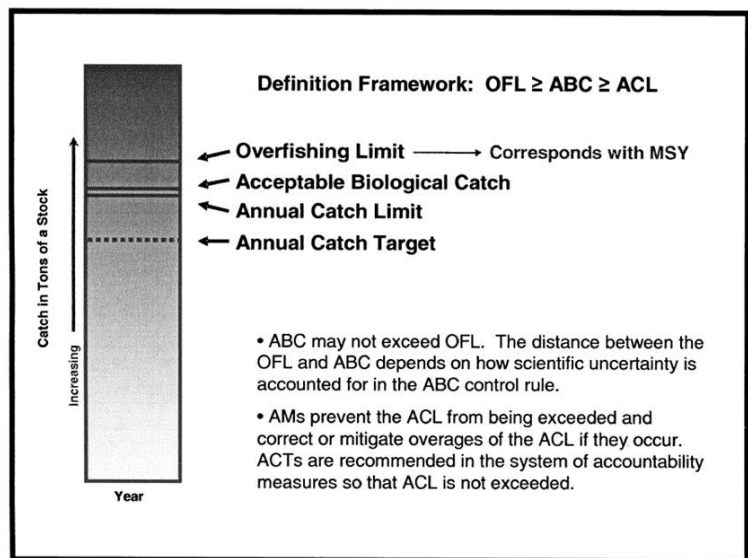 Definition Framework: OFL ≥ ABC ≥ ACL
Overfishing Limit
Corresponds with MSY
Acceptable Biological Catch
Annual Catch Limit
Annual Catch Target
Catch in Tons of a Stock
Increasing
Year
• ABC may not exceed OFL. The distance between the
OFL and ABC depends on how scientific uncertainty is
accounted for in the ABC control rule.
• AMs prevent the ACL from being exceeded and
correct or mitigate overages of the ACL if they occur.
ACTs are recommended in the system of accountability
measures so that ACL is not exceeded.